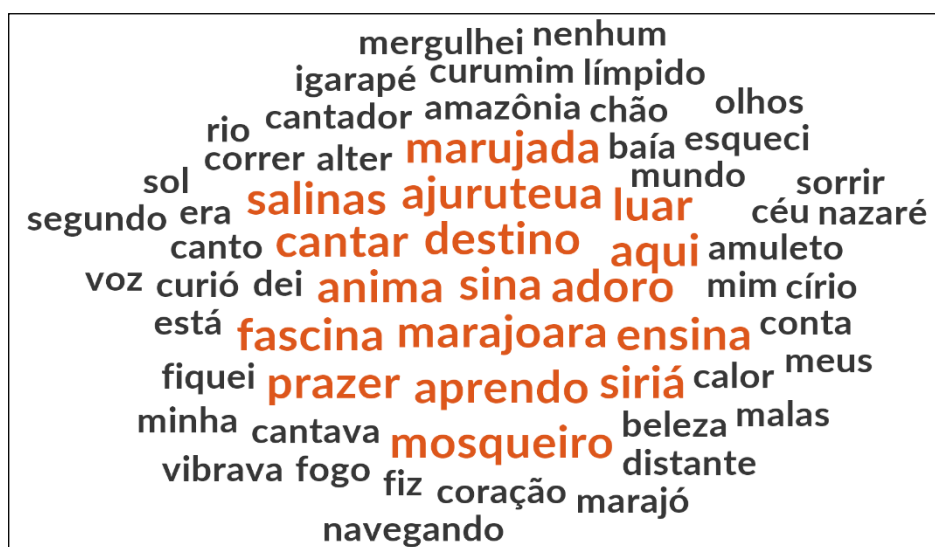 mergulhei nenhum
igarapé curumim límpido
cantador amazônia chão olhos
rio marujada baía esqueci
correr alter mundo
sol salinas ajuruteua luar sorrir
segundo era céu nazaré
canto cantar destino aqui amuleto
voz curió dei anima sina adoro mim círio
está fascina marajoara ensina conta
fiquei prazer aprendo siriá calor meus
minha cantava mosqueiro beleza malas
vibrava fogo fiz coração marajó distante
navegando